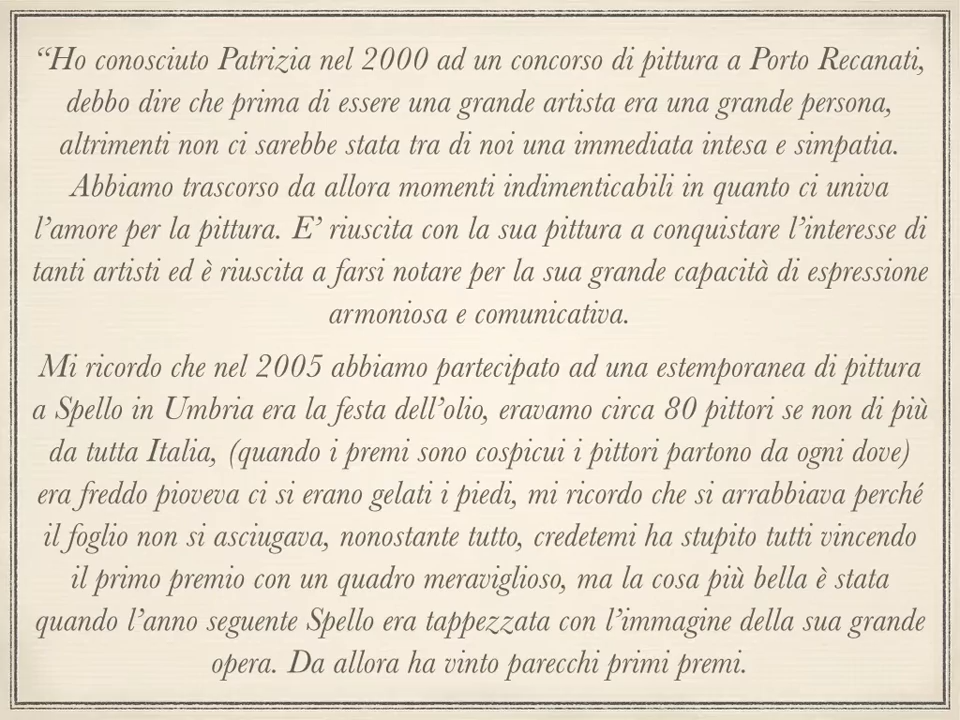 “Ho conosciuto Patrizia nel 2000 ad un concorso di pittura a Porto Recanati,
debbo dire che prima di essere una grande artista era una grande persona,
altrimenti non ci sarebbe stata tra di noi una immediata intesa e simpatia.
Abbiamo trascorso da allora momenti indimenticabili in quanto ci univa
l’amore per la pittura. E’ riuscita con la sua pittura a conquistare l’interesse di
tanti artisti ed è riuscita a farsi notare per la sua grande capacità di espressione
armoniosa e comunicativa.
Mi ricordo che nel 2005 abbiamo partecipato ad una estemporanea di pittura
a Spello in Umbria era la festa dell’olio, eravamo circa 80 pittori se non di più
da tutta Italia, (quando i premi sono cospicui i pittori partono da ogni dove)
era freddo pioveva ci si erano gelati i piedi, mi ricordo che si arrabbiava perché
il foglio non si asciugava, nonostante tutto, credetemi ha stupito tutti vincendo
il primo premio con un quadro meraviglioso, ma la cosa più bella è stata
quando l’anno seguente Spello era tappezzata con l’immagine della sua grande
opera. Da allora ha vinto parecchi primi premi.